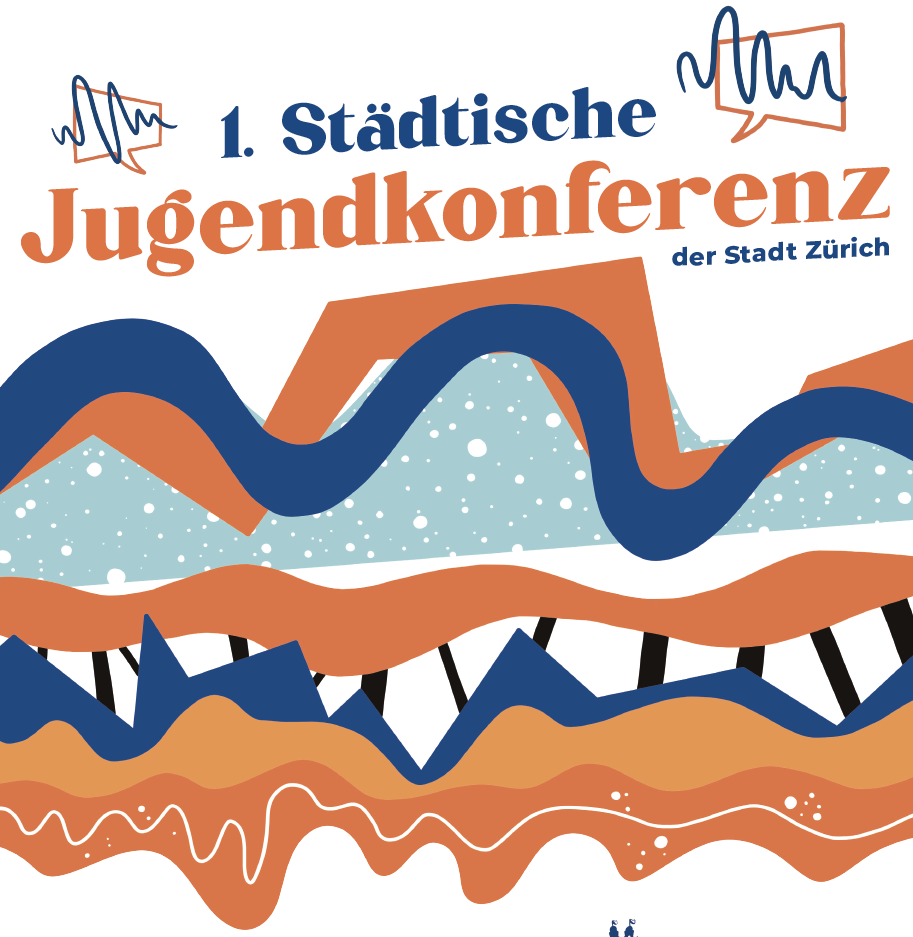 1. Städtische
Jugendkonferenz
der Stadt Zürich